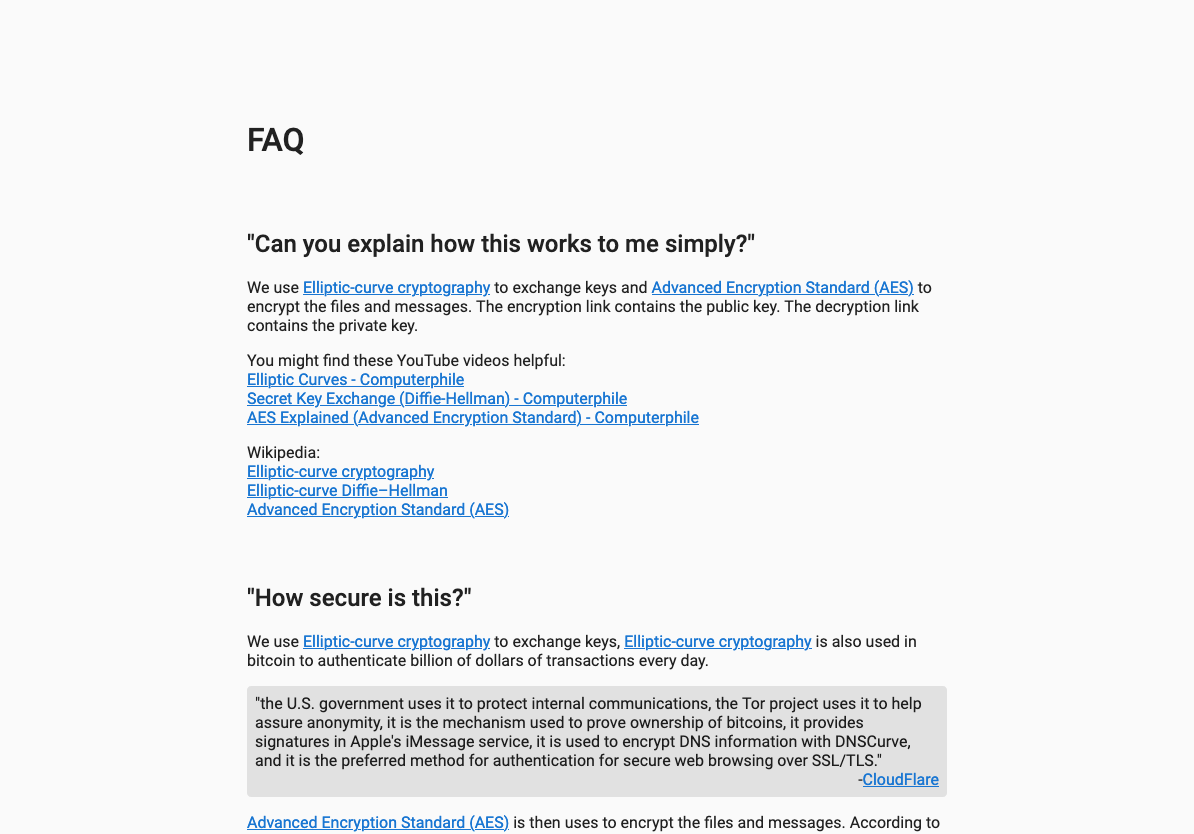 FAQ
"Can you explain how this works to me simply?"
We use Elliptic-curve cryptography to exchange keys and Advanced Encryption Standard (AES) to
encrypt the files and messages. The encryption link contains the public key. The decryption link
contains the private key.
You might find these YouTube videos helpful:
Elliptic Curves - Computerphile
Secret Key Exchange (Diffie-Hellman) - Computerphile
AES Explained (Advanced Encryption Standard) - Computerphile
Wikipedia:
Elliptic-curve cryptography
Elliptic-curve Diffie–Hellman
Advanced Encryption Standard (AES)
"How secure is this?"
We use Elliptic-curve cryptography to exchange keys, Elliptic-curve cryptography is also used in
bitcoin to authenticate billion of dollars of transactions every day.
"the U.S. government uses it to protect internal communications, the Tor project uses it to help
assure anonymity, it is the mechanism used to prove ownership of bitcoins, it provides
signatures in Apple's iMessage service, it is used to encrypt DNS information with DNSCurve,
and it is the preferred method for authentication for secure web browsing over SSL/TLS."
-CloudFlare
Advanced Encryption Standard (AES) is then uses to encrypt the files and messages. According to